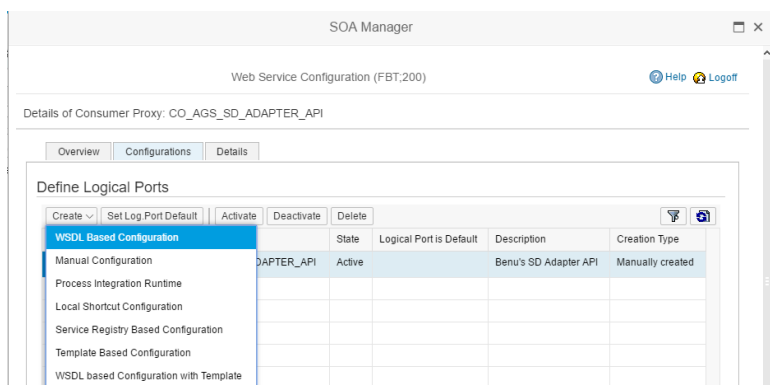 SOA Manager
Web Service Configuration (FBT;200)
Help Logoff
Details of Consumer Proxy: CO_AGS_SD_ADAPTER_API
Overview Configurations Details
Define Logical Ports
Create Set Log.Port Default Activate Deactivate Delete
State Logical Port is Default Description Creation Type
DAPTER_API Active Benu's SD Adapter API Manually created
WSDL Based Configuration
Manual Configuration
Process Integration Runtime
Local Shortcut Configuration
Service Registry Based Configuration
Template Based Configuration
WSDL based Configuration with Template